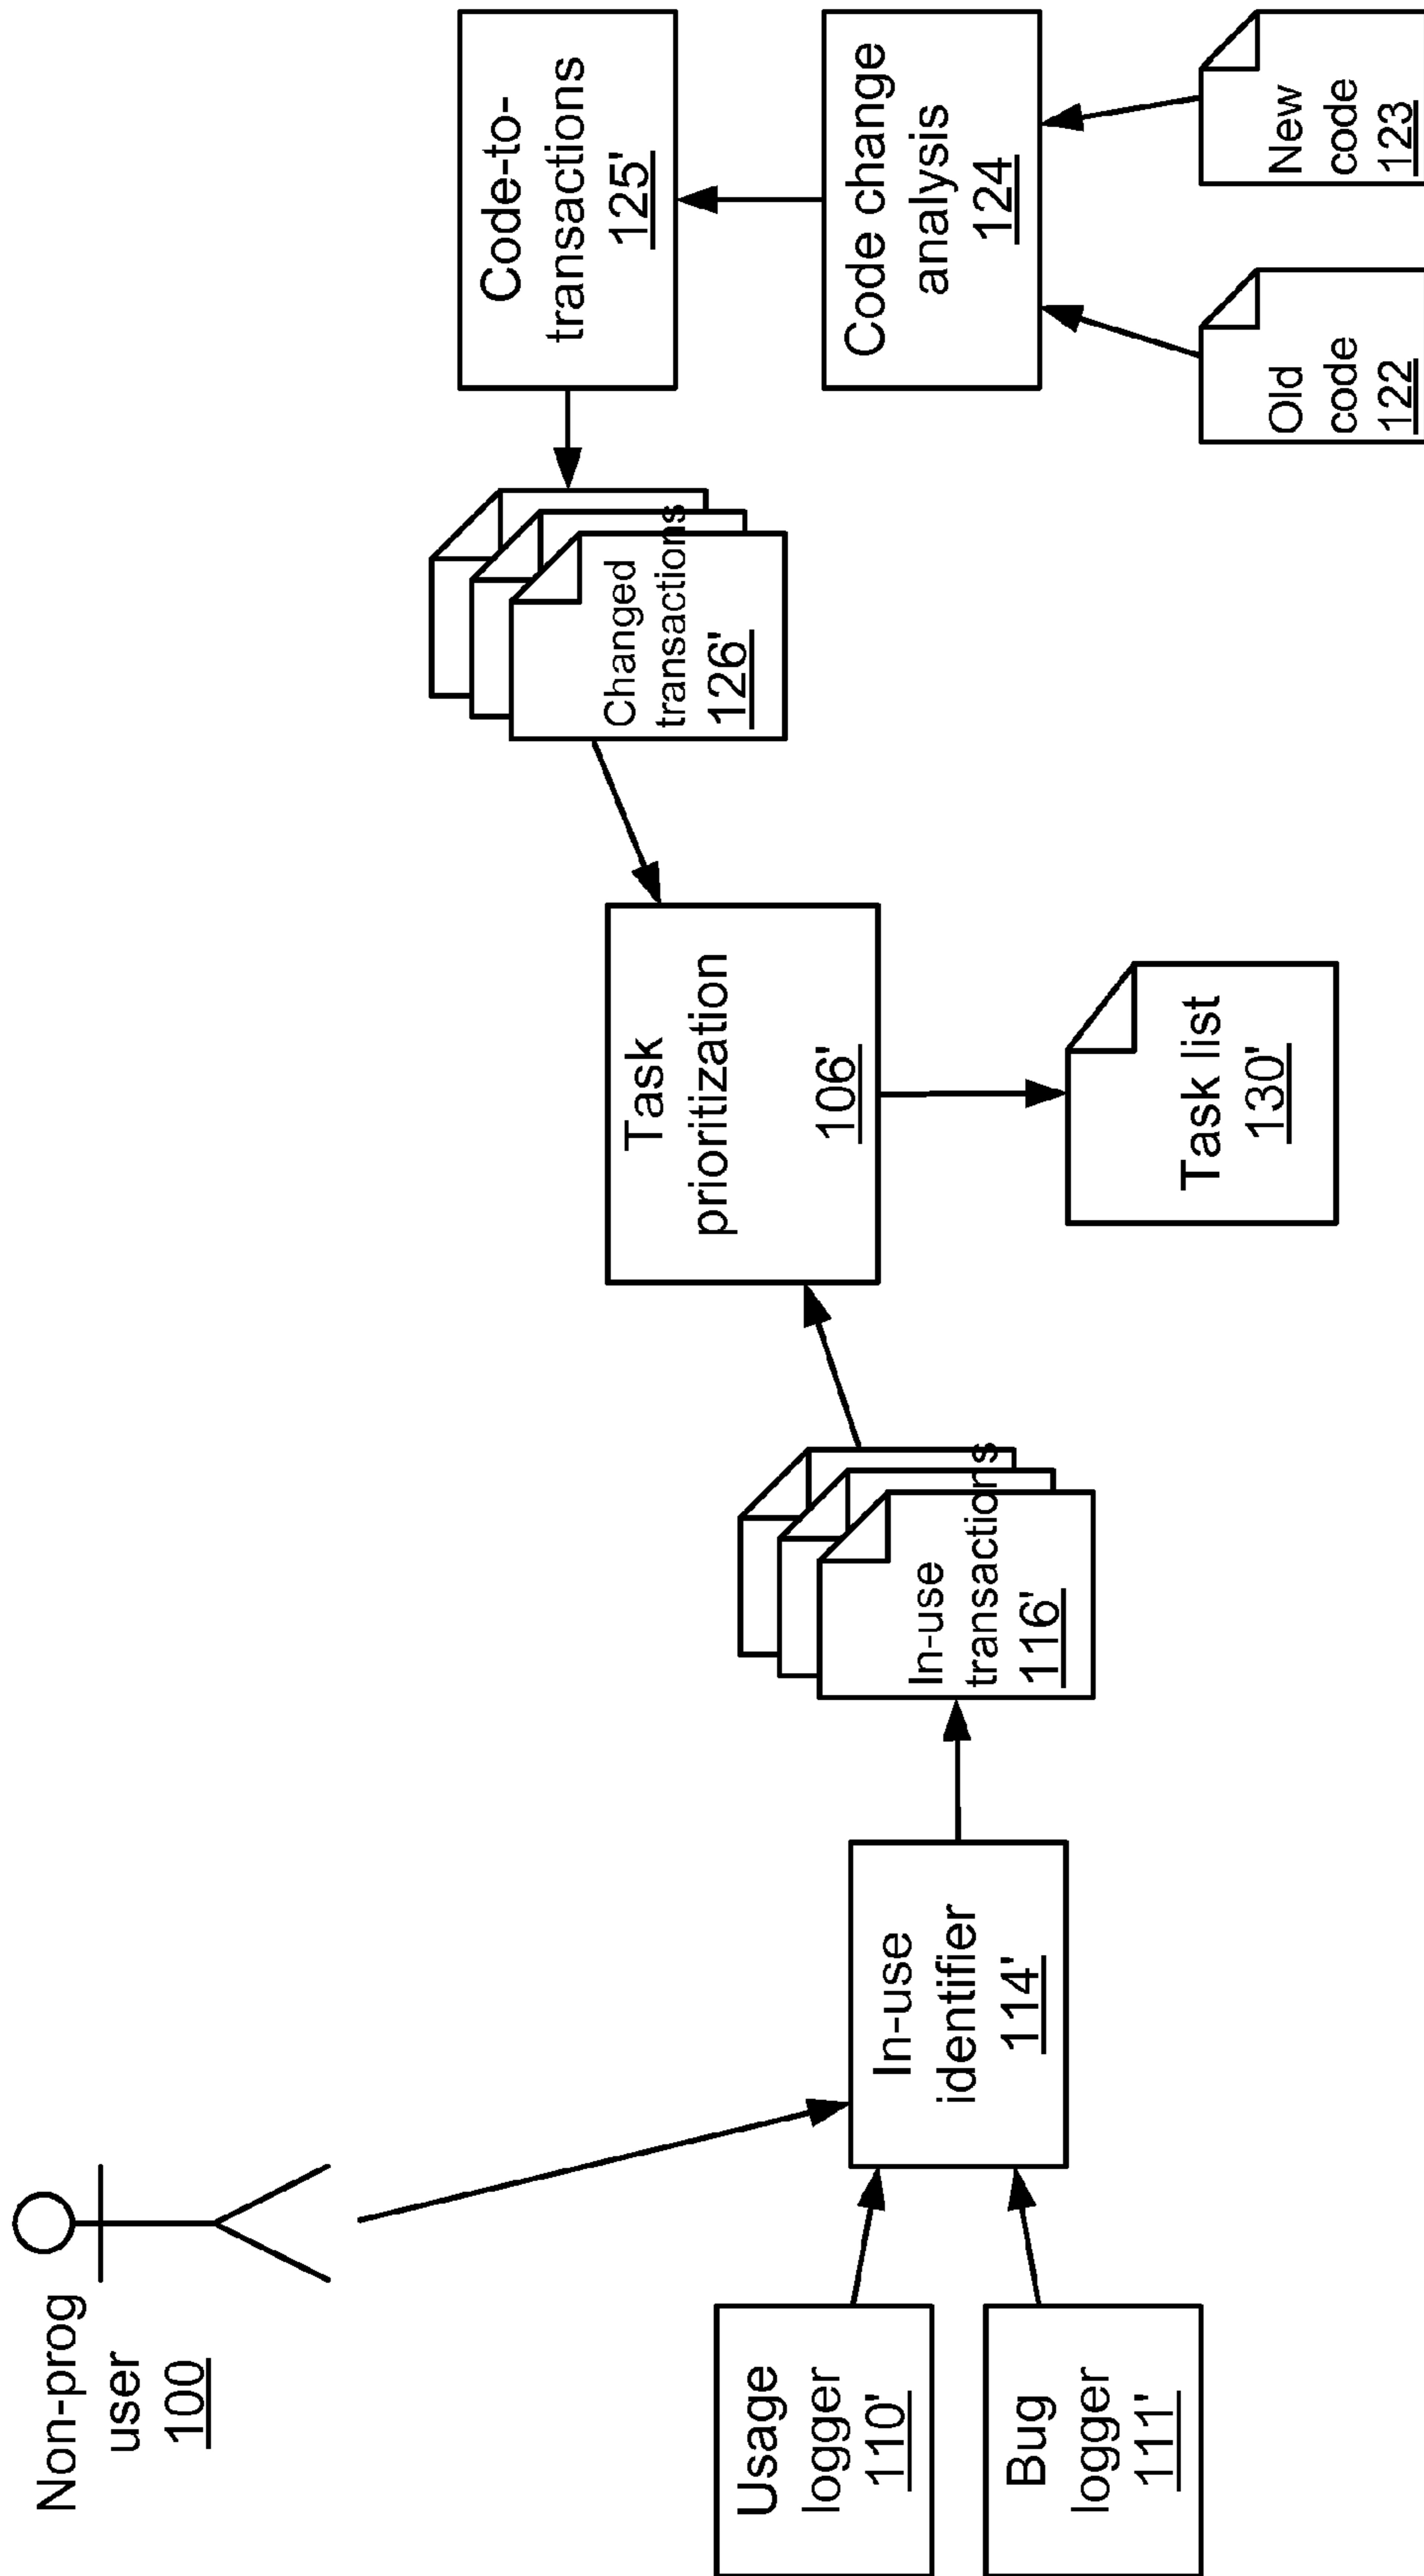 Non-prog
user
100
Usage
logger
110'
Bug
logger
111'
In-use
identifier
114'
In-use
transactions
116'
Task
prioritization
106'
Task list
130'
Changed
transactions
126'
Code-to-
transactions
125'
Code change
analysis
124
Old
code
122
New
code
123